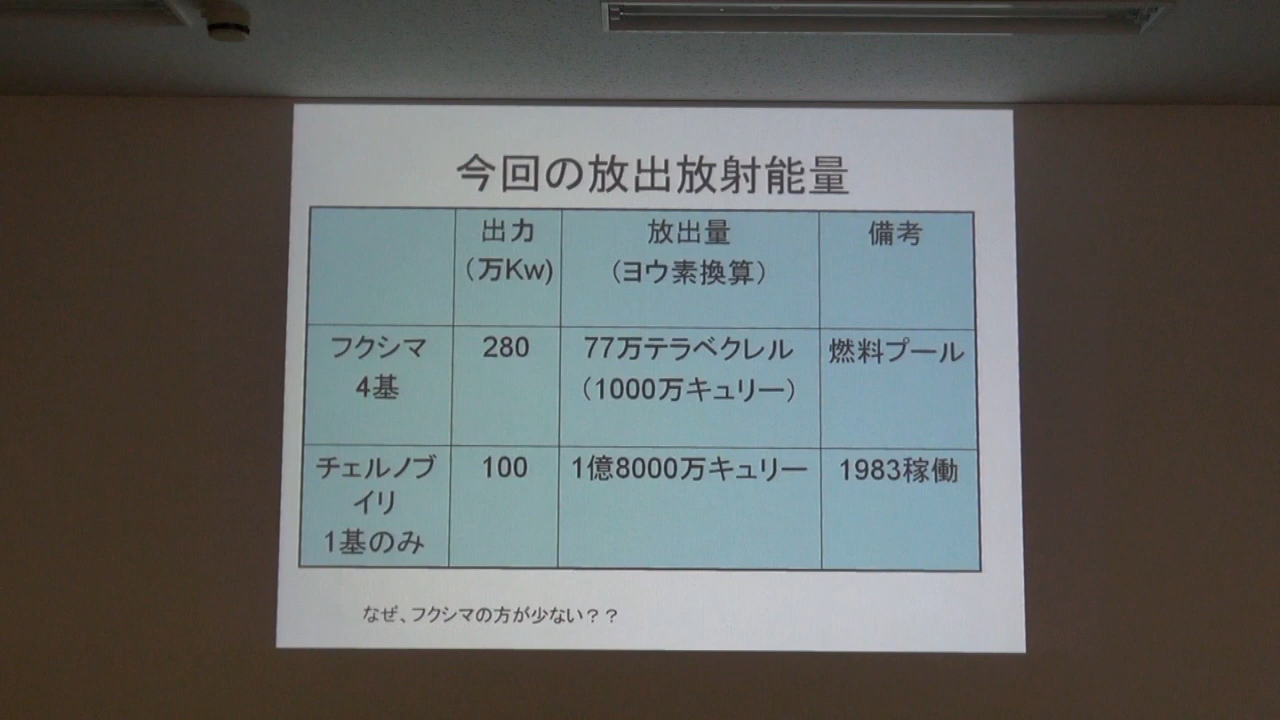 今回の放出放射能量
出力
(万Kw)
放出量
(ヨウ素換算)
備考
フクシマ
4基
280
77万テラベクレル
(1000万キュリー)
燃料プール
チェルノブ
イリ
1基のみ
100
1億8000万キュリー
1983稼働
なぜ、フクシマの方が少ない？？